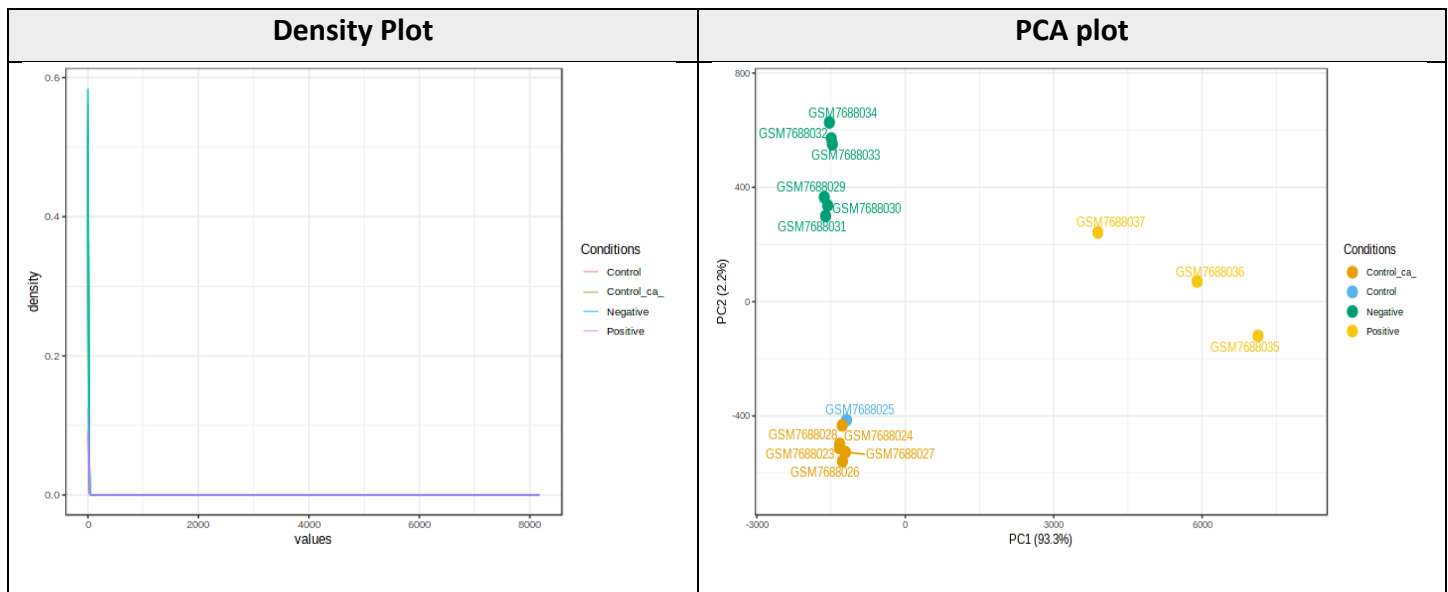 Density Plot
PCA plot
0.6
0.4
0.2
0.0
density
0
2000
4000
6000
8000
values
Conditions
Control
Control_ca_
Negative
Positive
800
400
0
-400
PC2 (2.2%)
GSM7688034
GSM7688032
GSM7688033
GSM7688029
GSM7688030
GSM7688031
GSM7688037
GSM7688036
GSM7688035
GSM7688025
GSM7688028
GSM7688024
GSM7688023
GSM7688027
GSM7688026
-3000
0
3000
6000
PC1 (93.3%)
Conditions
Control_ca_
Control
Negative
Positive